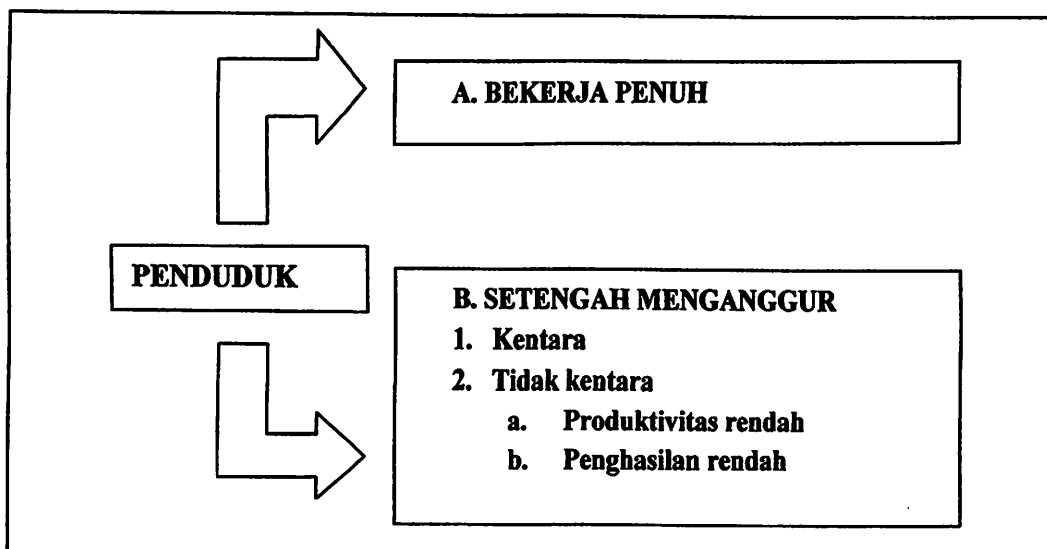 A. BEKERJA PENUH
PENDUDUK
B. SETENGAH MENGANGGUR
1. Kentara
2. Tidak kentara
a. Produktivitas rendah
b. Penghasilan rendah